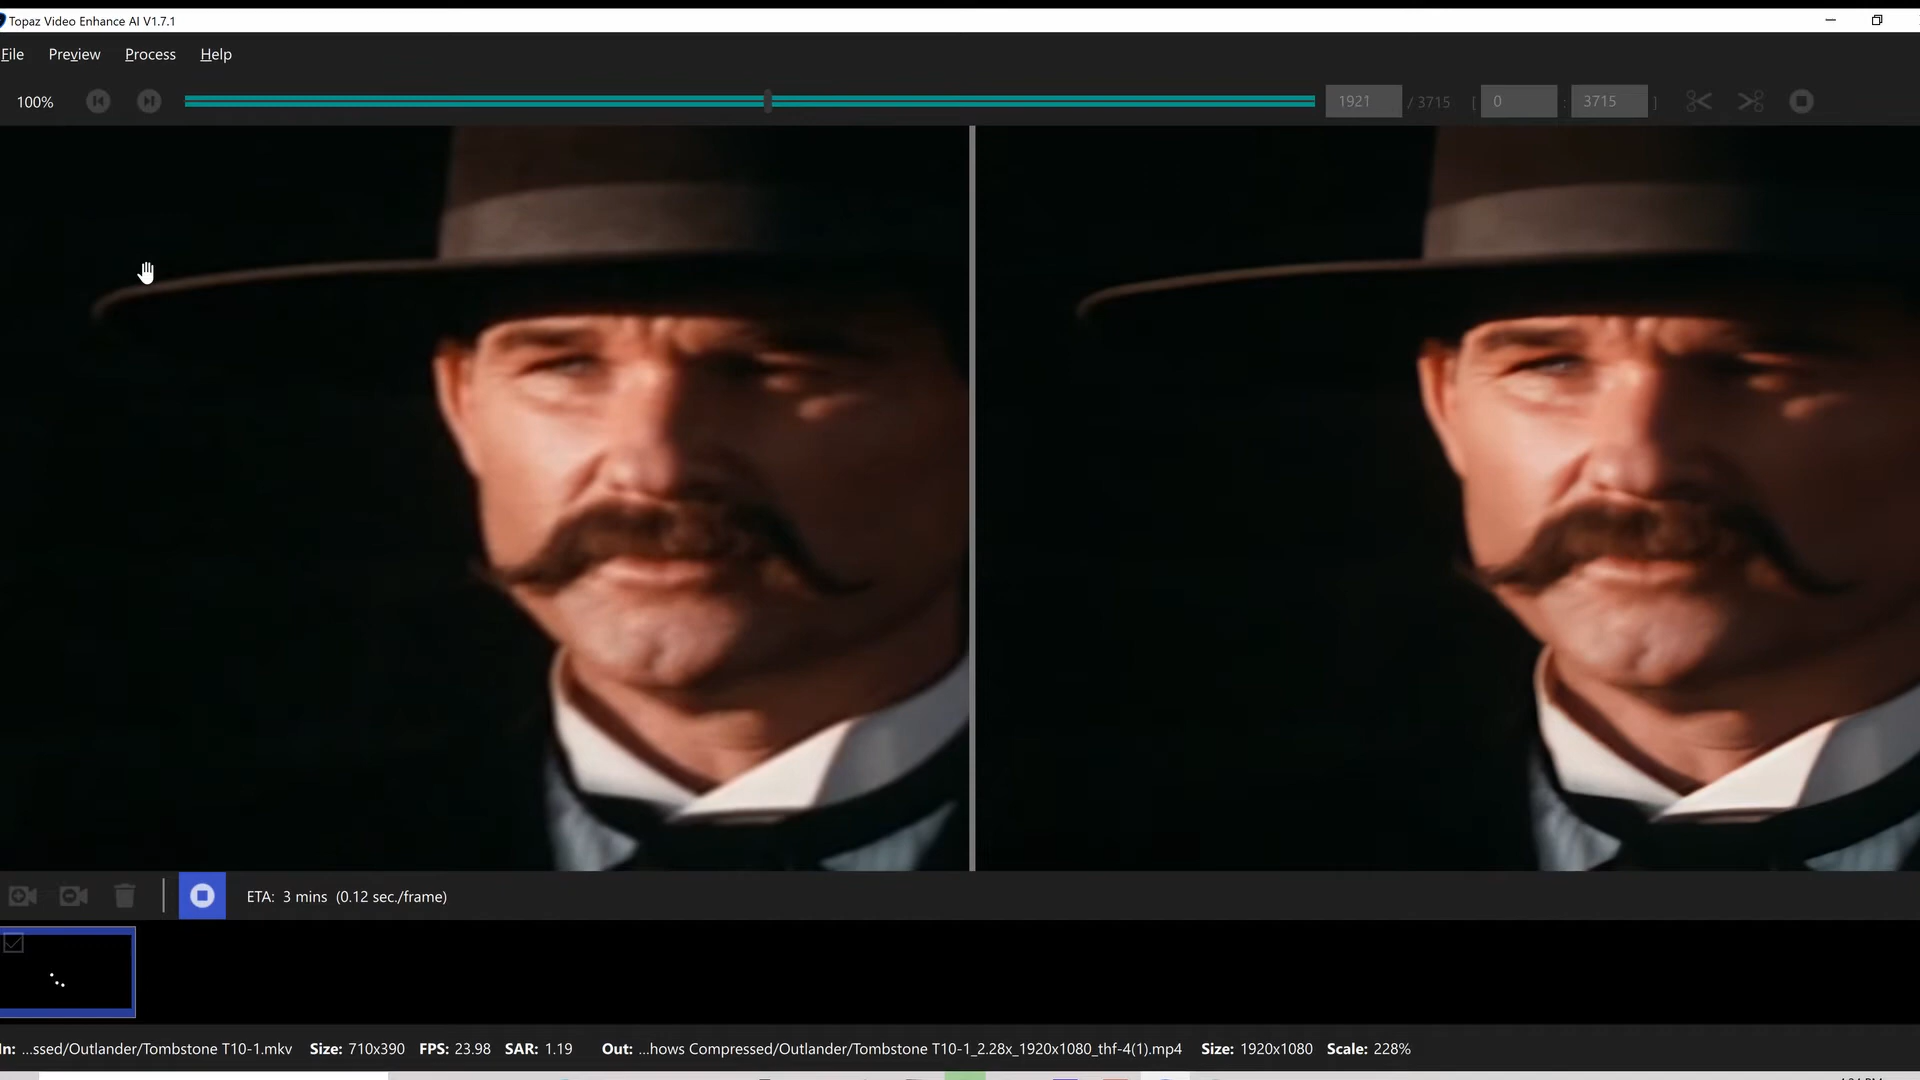 Topaz Video Enhance AI V1.7.1
File Preview Process Help
100% 1921 / 3715 [ 0 : 3715 ]
ETA: 3 mins (0.12 sec./frame)
In: ...ssed/Outlander/Tombstone T10-1.mkv Size: 710x390 FPS: 23.98 SAR: 1.19 Out: ...hows Compressed/Outlander/Tombstone T10-1_2.28x_1920x1080_thf-4(1).mp4 Size: 1920x1080 Scale: 228%